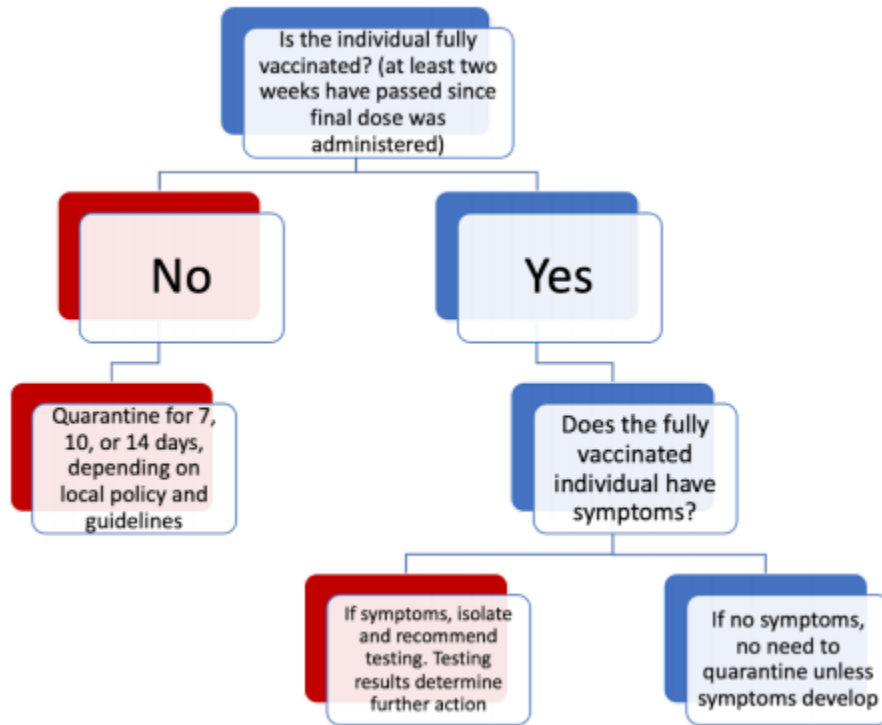 Is the individual fully
vaccinated? (at least two
weeks have passed since
final dose was
administered)
No
Yes
Quarantine for 7,
10, or 14 days,
depending on
local policy and
guidelines
Does the fully
vaccinated
individual have
symptoms?
If symptoms, isolate
and recommend
testing. Testing
results determine
further action
If no symptoms,
no need to
quarantine unless
symptoms develop